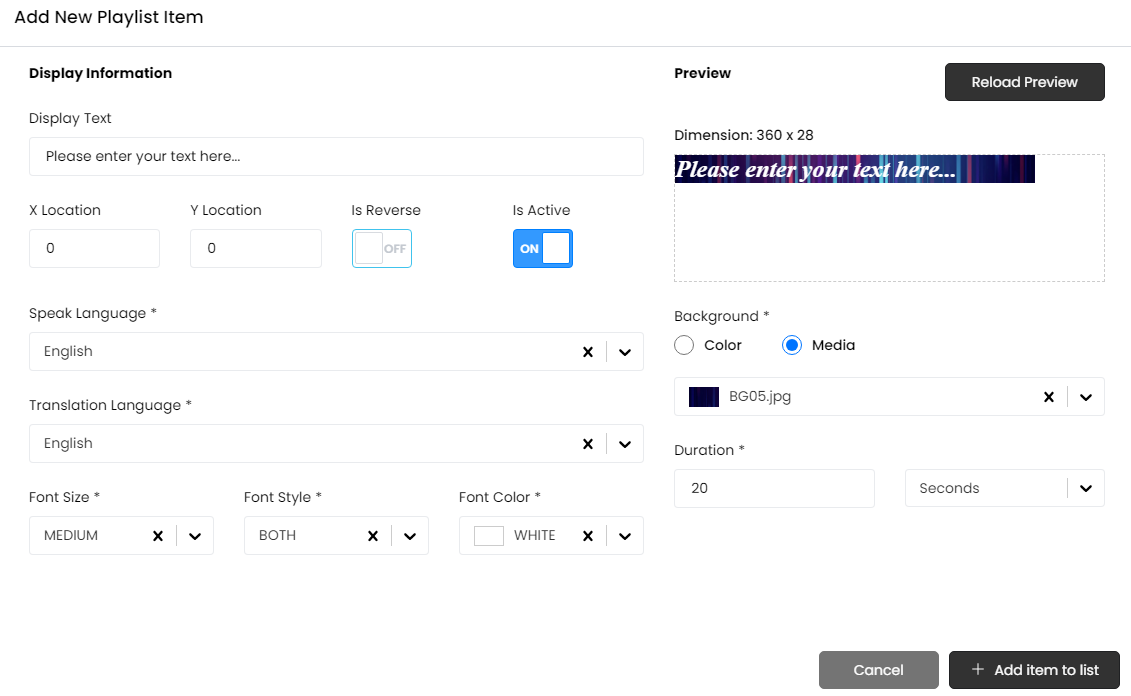 Add New Playlist Item
Display Information
Display Text
Please enter your text here...
X Location Y Location Is Reverse Is Active
0 0 OFF ON
Speak Language *
English
Translation Language *
English
Font Size * Font Style * Font Color *
MEDIUM BOTH WHITE
Preview
Reload Preview
Dimension: 360 x 28
Please enter your text here...
Background *
Color Media
BG05.jpg
Duration *
20 Seconds
Cancel + Add item to list